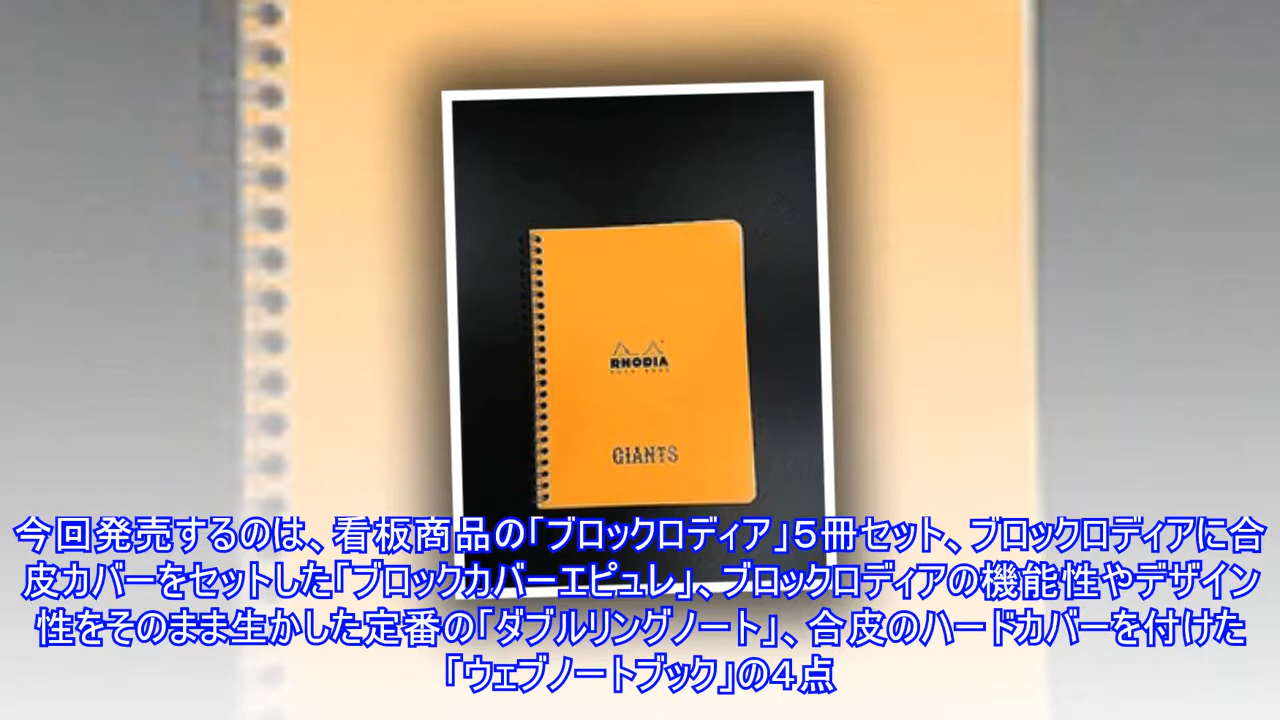 RHODIA
GIANTS
今回発売するのは、看板商品の「ブロックロディア」５冊セット、ブロックロディアに合
皮カバーをセットした「ブロックカバーエピュレ」、ブロックロディアの機能性やデザイン
性をそのまま生かした定番の「ダブルリングノート」、合皮のハードカバーを付けた
「ウェブノートブック」の４点